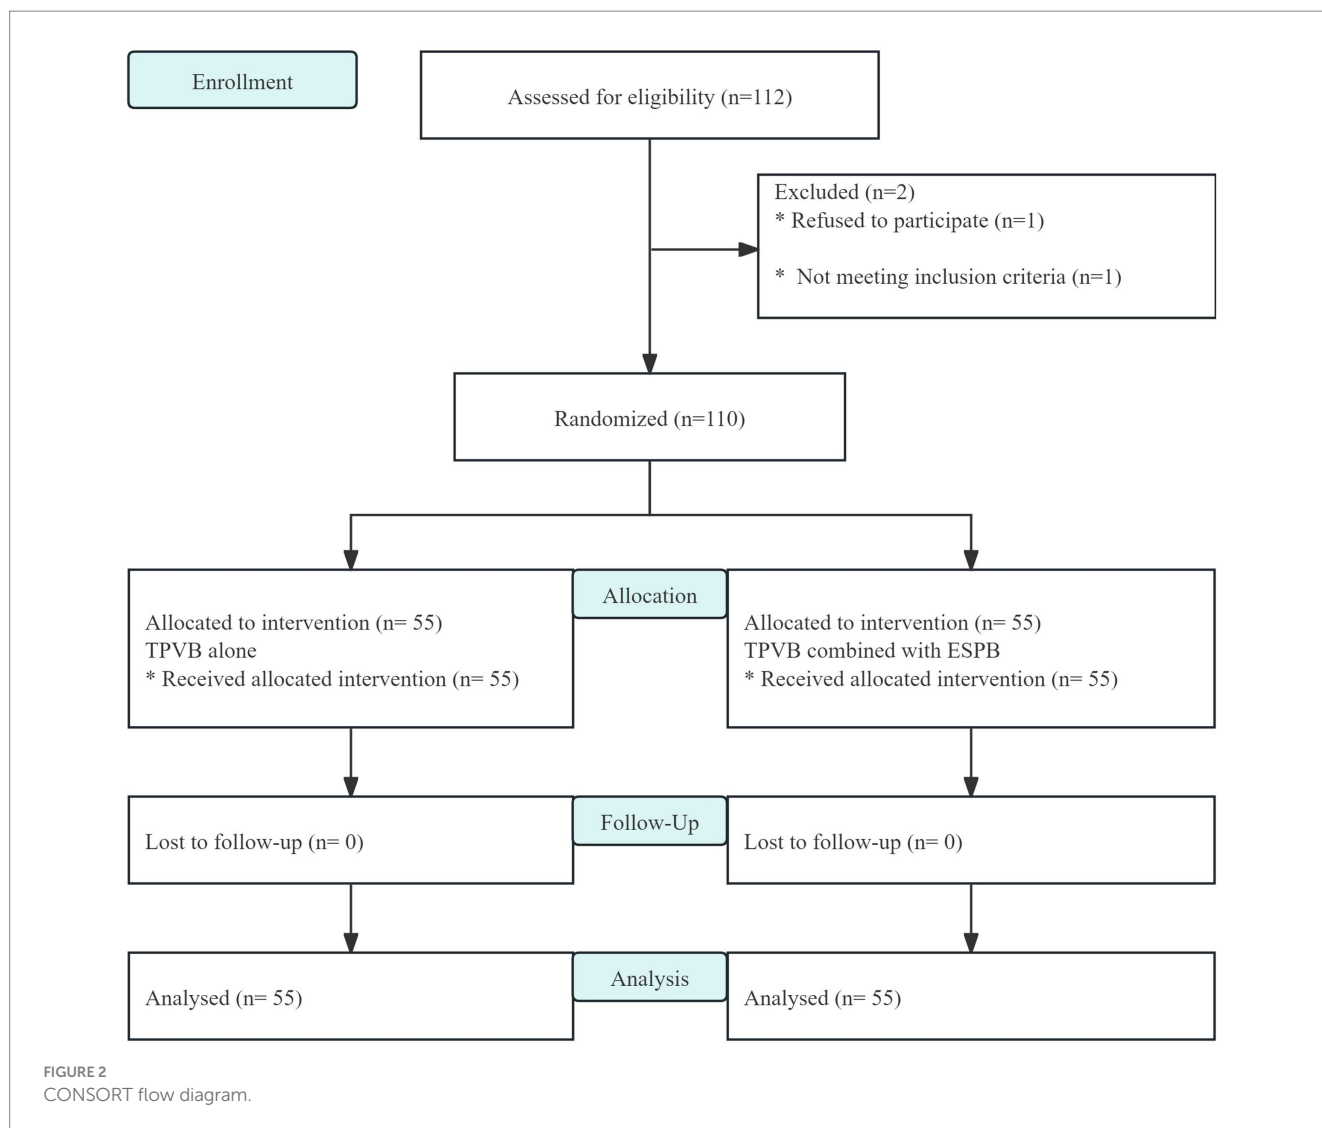 Enrollment
Assessed for eligibility (n=112)
Excluded (n=2)
* Refused to participate (n=1)
* Not meeting inclusion criteria (n=1)
Randomized (n=110)
Allocation
Allocated to intervention (n= 55)
TPVB alone
* Received allocated intervention (n= 55)
Allocated to intervention (n= 55)
TPVB combined with ESPB
* Received allocated intervention (n= 55)
Follow-Up
Lost to follow-up (n= 0)
Lost to follow-up (n= 0)
Analysis
Analysed (n= 55)
Analysed (n= 55)
FIGURE 2
CONSORT flow diagram.